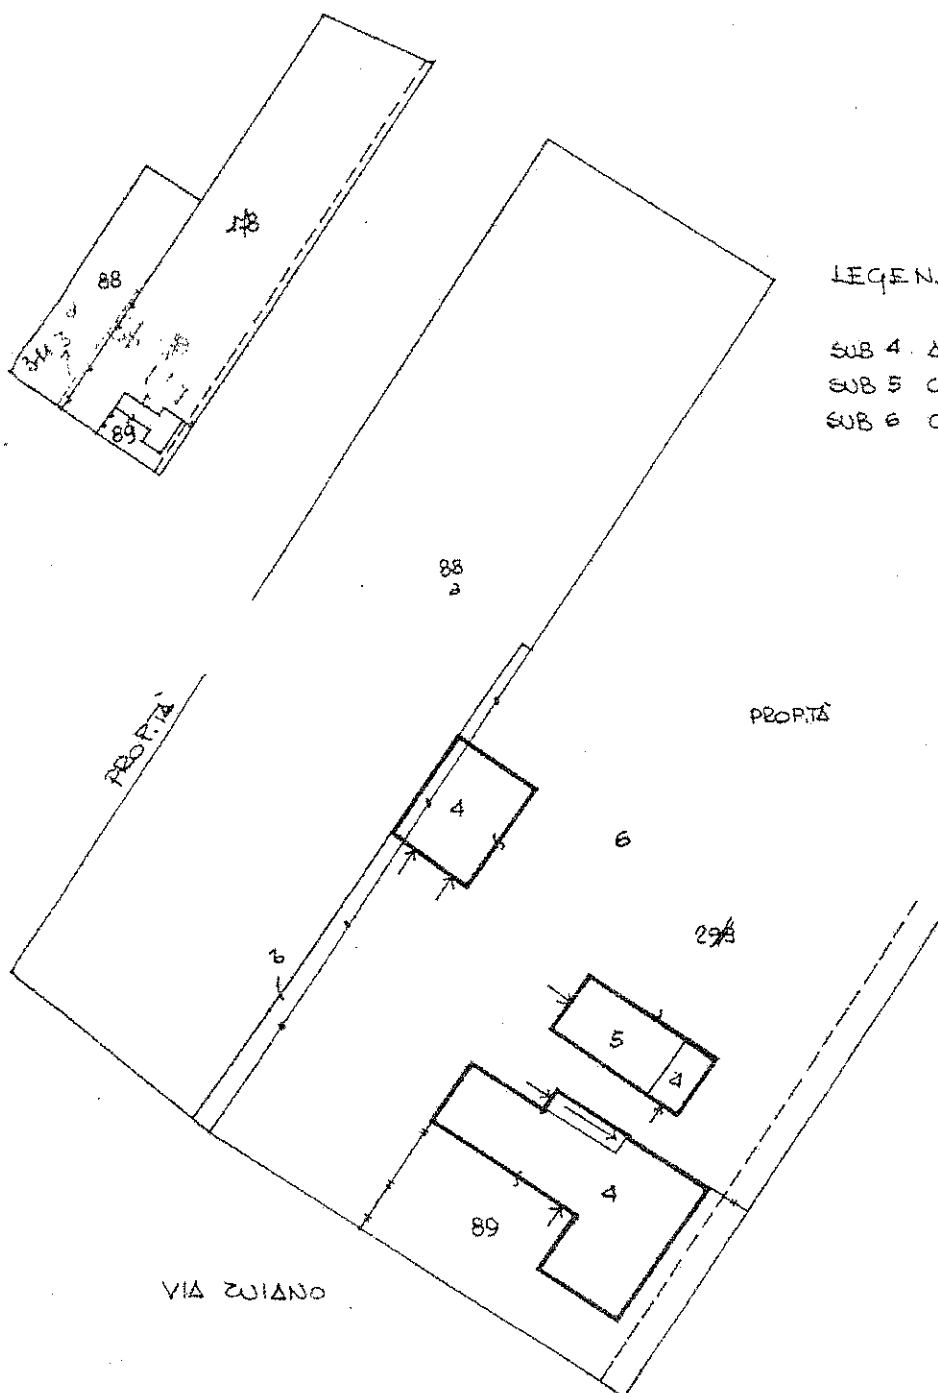 88
89
LEGEN.
SUB 4. A
SUB 5 C
SUB 6 C
88
a
PROP.TÀ
PROP.TÀ
4
6
5
4
4
89
VIA ZUIANO